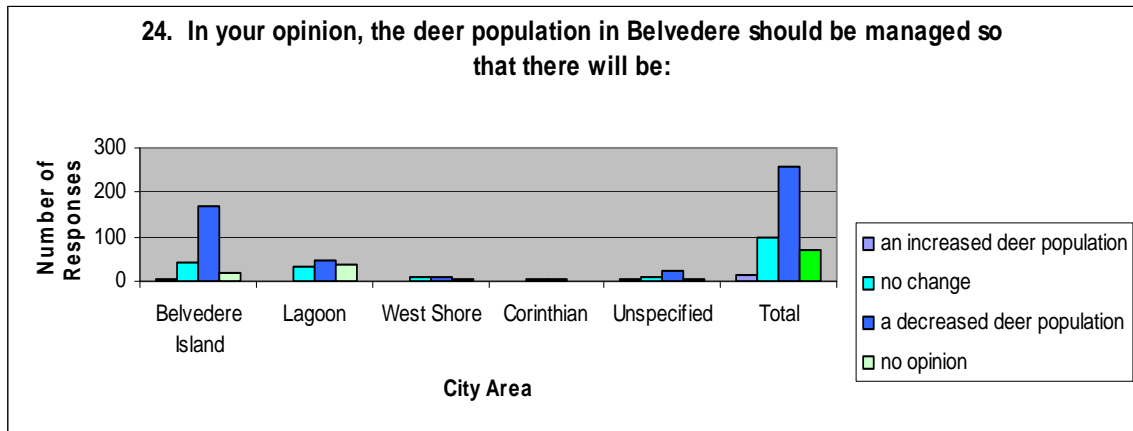 24. In your opinion, the deer population in Belvedere should be managed so
that there will be:
300
200
100
0
Number of
Responses
Belvedere
Island
Lagoon
West Shore
Corinthian
Unspecified
Total
City Area
an increased deer population
no change
a decreased deer population
no opinion